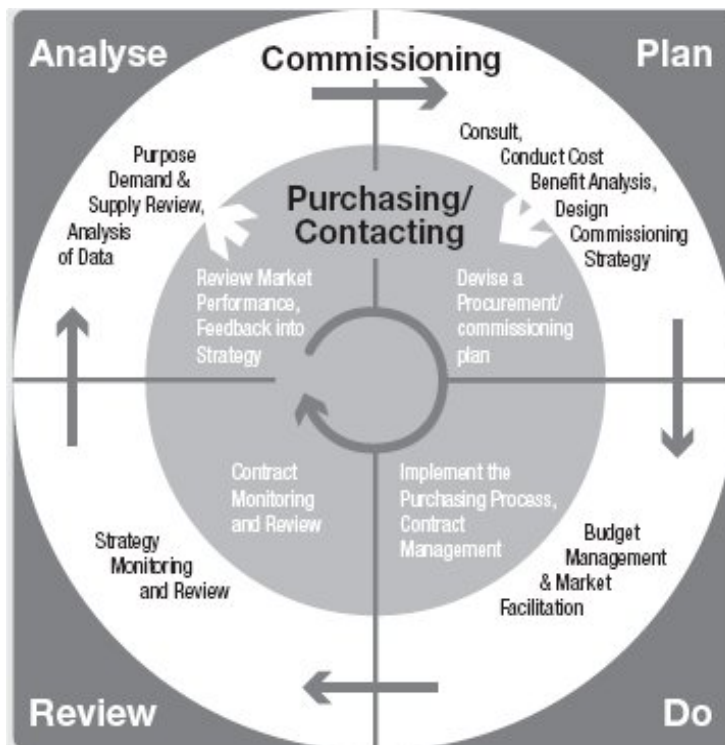 Analyse
Commissioning
Plan
Purpose
Demand &
Supply Review,
Analysis
of Data
Consult,
Conduct Cost
Benefit Analysis,
Design
Commissioning
Strategy
Purchasing/
Contacting
Review Market
Performance,
Feedback into
Strategy
Devise a
Procurement/
commissioning
plan
Contract
Monitoring
and Review
Implement the
Purchasing Process,
Contract
Management
Strategy
Monitoring
and Review
Budget
Management
& Market
Facilitation
Review
Do